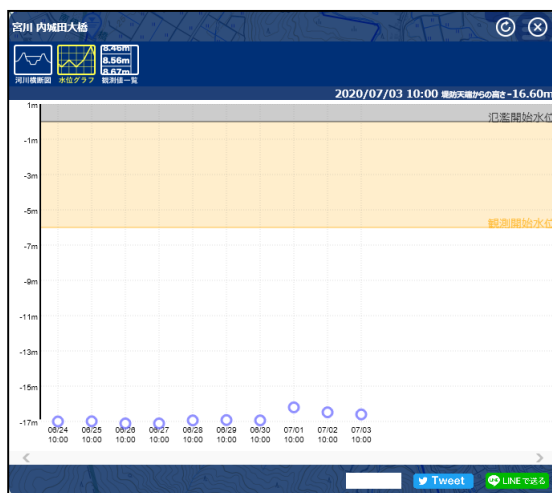 宮川 内城田大橋
8.46m
8.56m
8.67m
河川横断図 水位グラフ 観測値一覧
2020/07/03 10:00 堤防天端からの高さ-16.60m
1m
氾濫開始水位
-1m
-3m
-5m
観測開始水位
-7m
-9m
-11m
-13m
-15m
-17m
06/24 06/25 06/26 06/27 06/28 06/29 06/30 07/01 07/02 07/03
10:00 10:00 10:00 10:00 10:00 10:00 10:00 10:00 10:00 10:00
Tweet LINEで送る